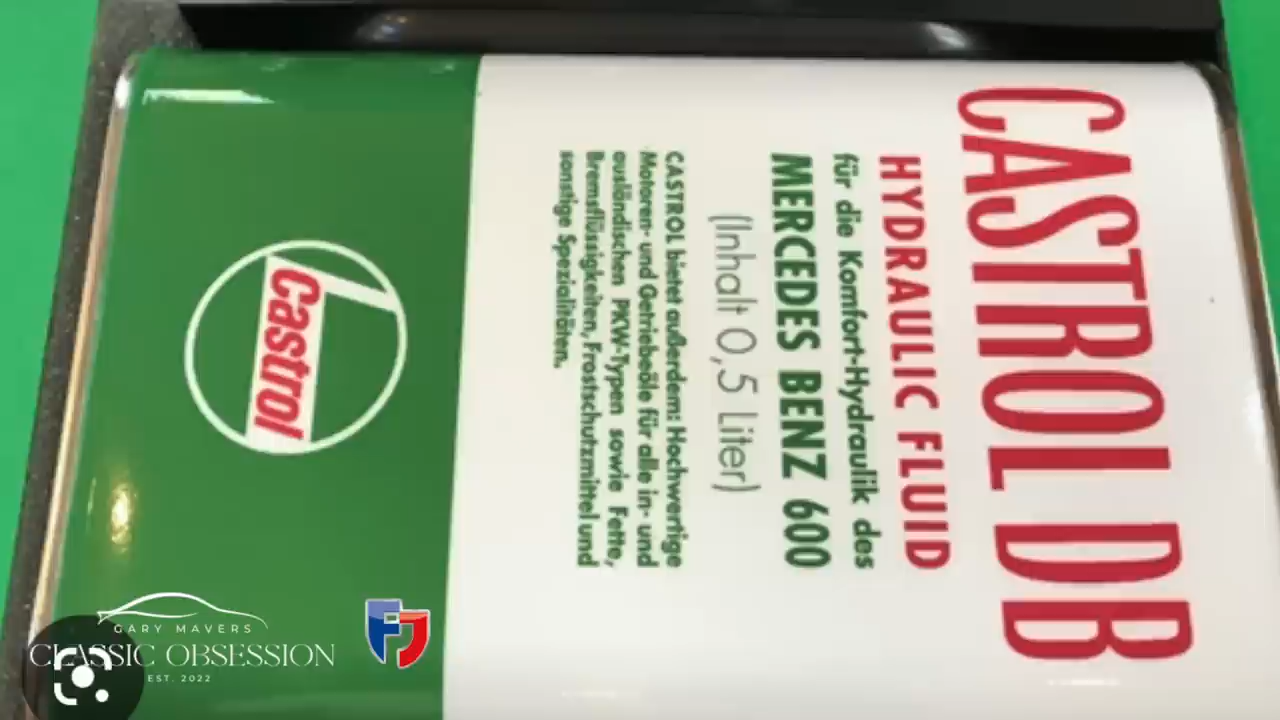 CASTROL DB
HYDRAULIC FLUID
für die Komfort-Hydraulik des
MERCEDES BENZ 600
(Inhalt 0,5 Liter)
CASTROL bietet außerdem: Hochwertige
Motoren- und Getriebeöle für alle in- und
ausländischen PKW-Typen sowie Fette,
Bremsflüssigkeiten, Frostschutzmittel und
sonstige Spezialitäten.
Castrol
GARY MAVERS
CLASSIC OBSESSION
EST. 2022